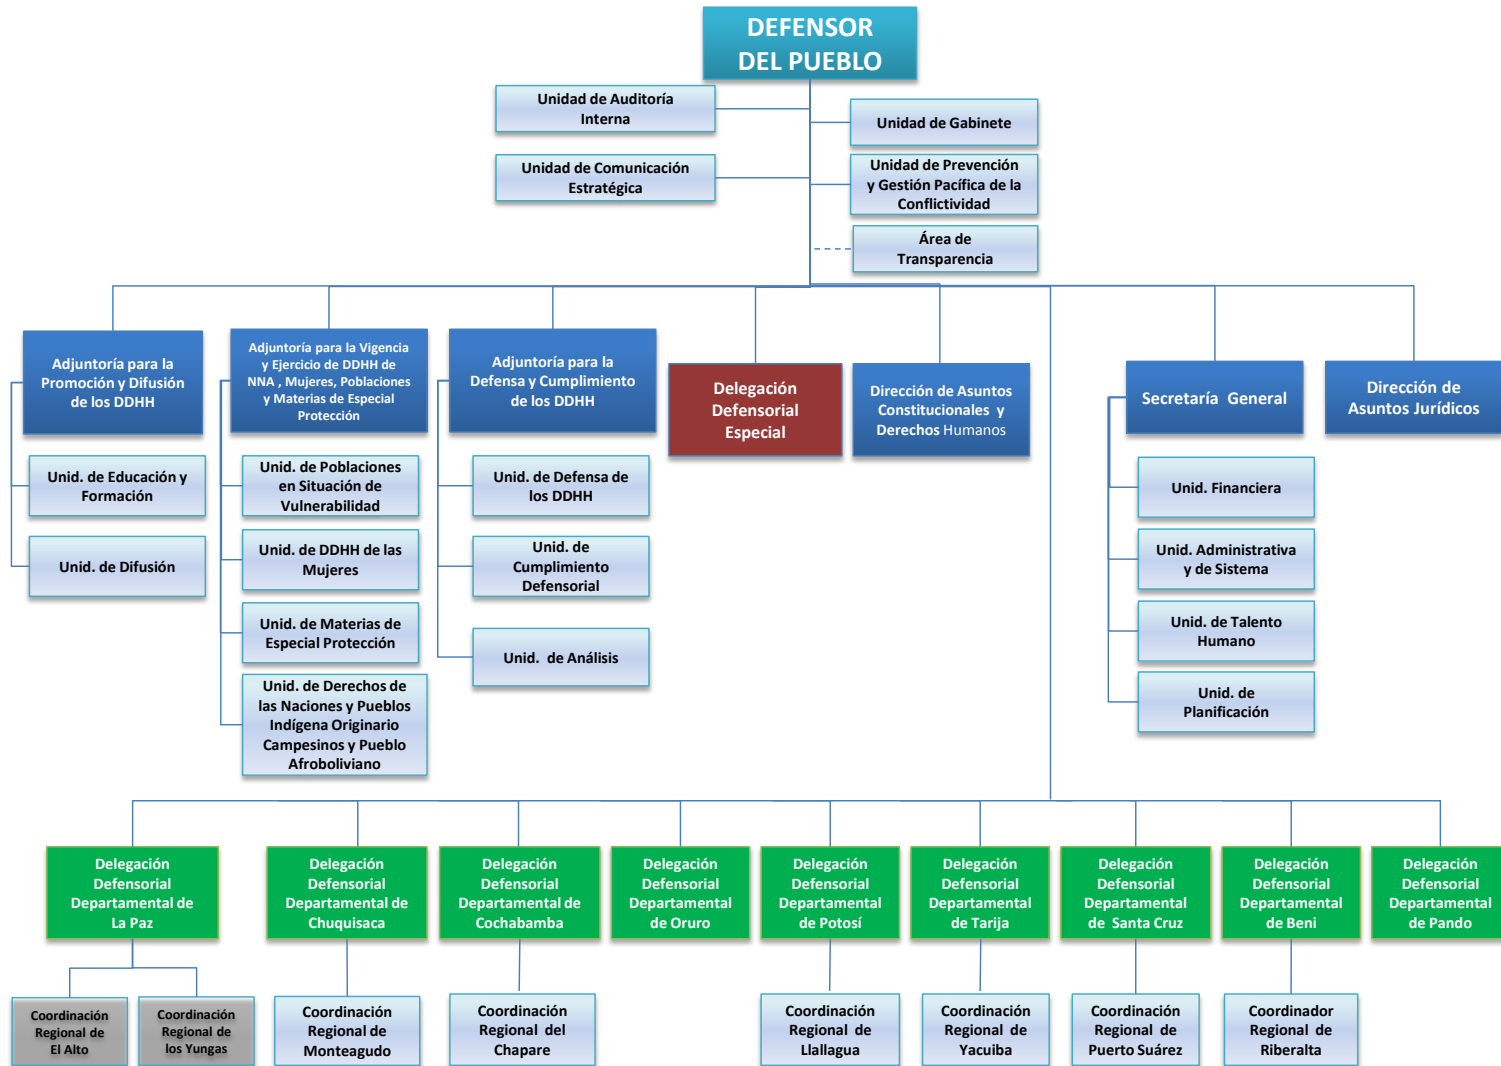 DEFENSOR
DEL PUEBLO
Unidad de Auditoría
Interna
Unidad de Gabinete
Unidad de Comunicación
Estratégica
Unidad de Prevención
y Gestión Pacífica de la
Conflictividad
Área de
Transparencia
Adjuntoría para la
Promoción y Difusión
de los DDHH
Adjuntoría para la Vigencia
y Ejercicio de DDHH de
NNA , Mujeres, Poblaciones
y Materias de Especial
Protección
Adjuntoría para la
Defensa y Cumplimiento
de los DDHH
Delegación
Defensorial
Especial
Dirección de Asuntos
Constitucionales y
Derechos Humanos
Secretaría General
Dirección de
Asuntos Jurídicos
Unid. de Educación y
Formación
Unid. de Difusión
Unid. de Poblaciones
en Situación de
Vulnerabilidad
Unid. de DDHH de las
Mujeres
Unid. de Materias de
Especial Protección
Unid. de Derechos de
las Naciones y Pueblos
Indígena Originario
Campesinos y Pueblo
Afroboliviano
Unid. de Defensa de
los DDHH
Unid. de
Cumplimiento
Defensorial
Unid. de Análisis
Unid. Financiera
Unid. Administrativa
y de Sistema
Unid. de Talento
Humano
Unid. de
Planificación
Delegación
Defensorial
Departamental de
La Paz
Delegación
Defensorial
Departamental de
Chuquisaca
Delegación
Defensorial
Departamental de
Cochabamba
Delegación
Defensorial
Departamental
de Oruro
Delegación
Defensorial
Departamental
de Potosí
Delegación
Defensorial
Departamental
de Tarija
Delegación
Defensorial
Departamental
de Santa Cruz
Delegación
Defensorial
Departamental
de Beni
Delegación
Defensorial
Departamental
de Pando
Coordinación
Regional de
El Alto
Coordinación
Regional de
los Yungas
Coordinación
Regional de
Monteagudo
Coordinación
Regional del
Chapare
Coordinación
Regional de
Llallagua
Coordinación
Regional de
Yacuiba
Coordinación
Regional de
Puerto Suárez
Coordinador
Regional de
Riberalta